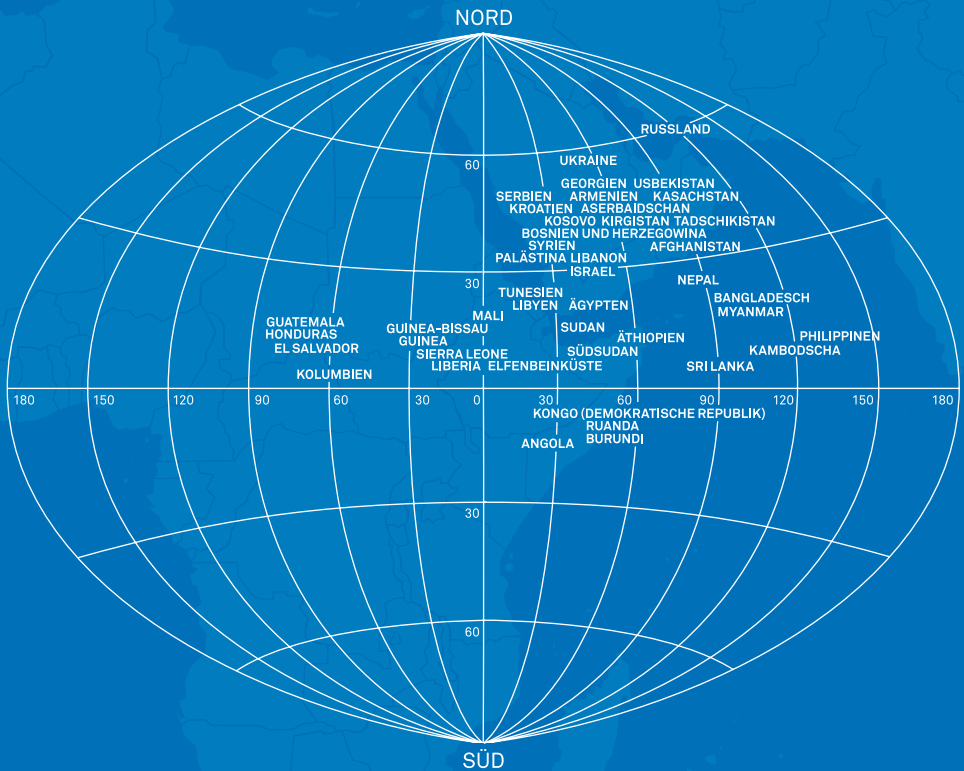 NORD
RUSSLAND
60
UKRAINE
GEORGIEN USBEKISTAN
SERBIEN ARMENIEN KASACHSTAN
KROATIEN ASERBAIDSCHAN
KOSOVO KIRGISTAN TADSCHIKISTAN
BOSNIEN UND HERZEGOWINA
SYRIEN AFGHANISTAN
PALÄSTINA LIBANON
ISRAEL
30
NEPAL
TUNESIEN
BANGLADESCH
LIBYEN ÄGYPTEN
MYANMAR
MALI
GUATEMALA
GUINEA-BISSAU
SUDAN
HONDURAS
GUINEA
ÄTHIOPIEN
PHILIPPINEN
EL SALVADOR
SIERRA LEONE
SÜDSUDAN
KAMBODSCHA
LIBERIA ELFENBEINKÜSTE
SRI LANKA
KOLUMBIEN
180 150 120 90 60 30 0 30 60 90 120 150 180
KONGO (DEMOKRATISCHE REPUBLIK)
RUANDA
BURUNDI
ANGOLA
30
60
SÜD